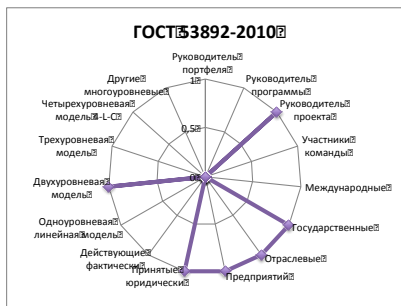 ГОСТ 53892-2010
Руководитель
портфеля
Руководитель
программы
Руководитель
проекта
Участники
команды
Международные
Государственные
Отраслевые
Предприятий
Принятые
юридически
Действующие
фактически
Одноуровневая
линейная модель
Двухуровневая
модель
Трехуровневая
модель
Четырехуровневая
модель 4-L-C
Другие
многоуровневые
1
0,5
0